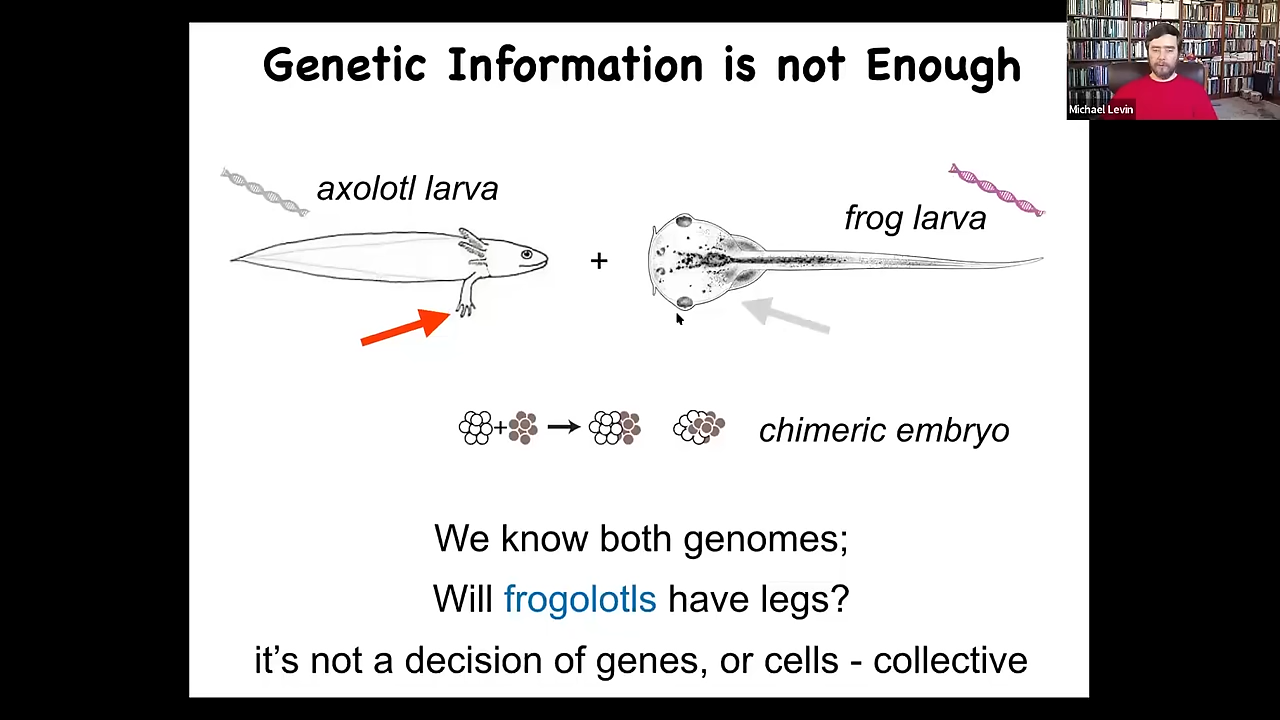 Genetic Information is not Enough
Michael Levin
axolotl larva
frog larva
+
+
chimeric embryo
We know both genomes;
Will frogolotls have legs?
it's not a decision of genes, or cells - collective